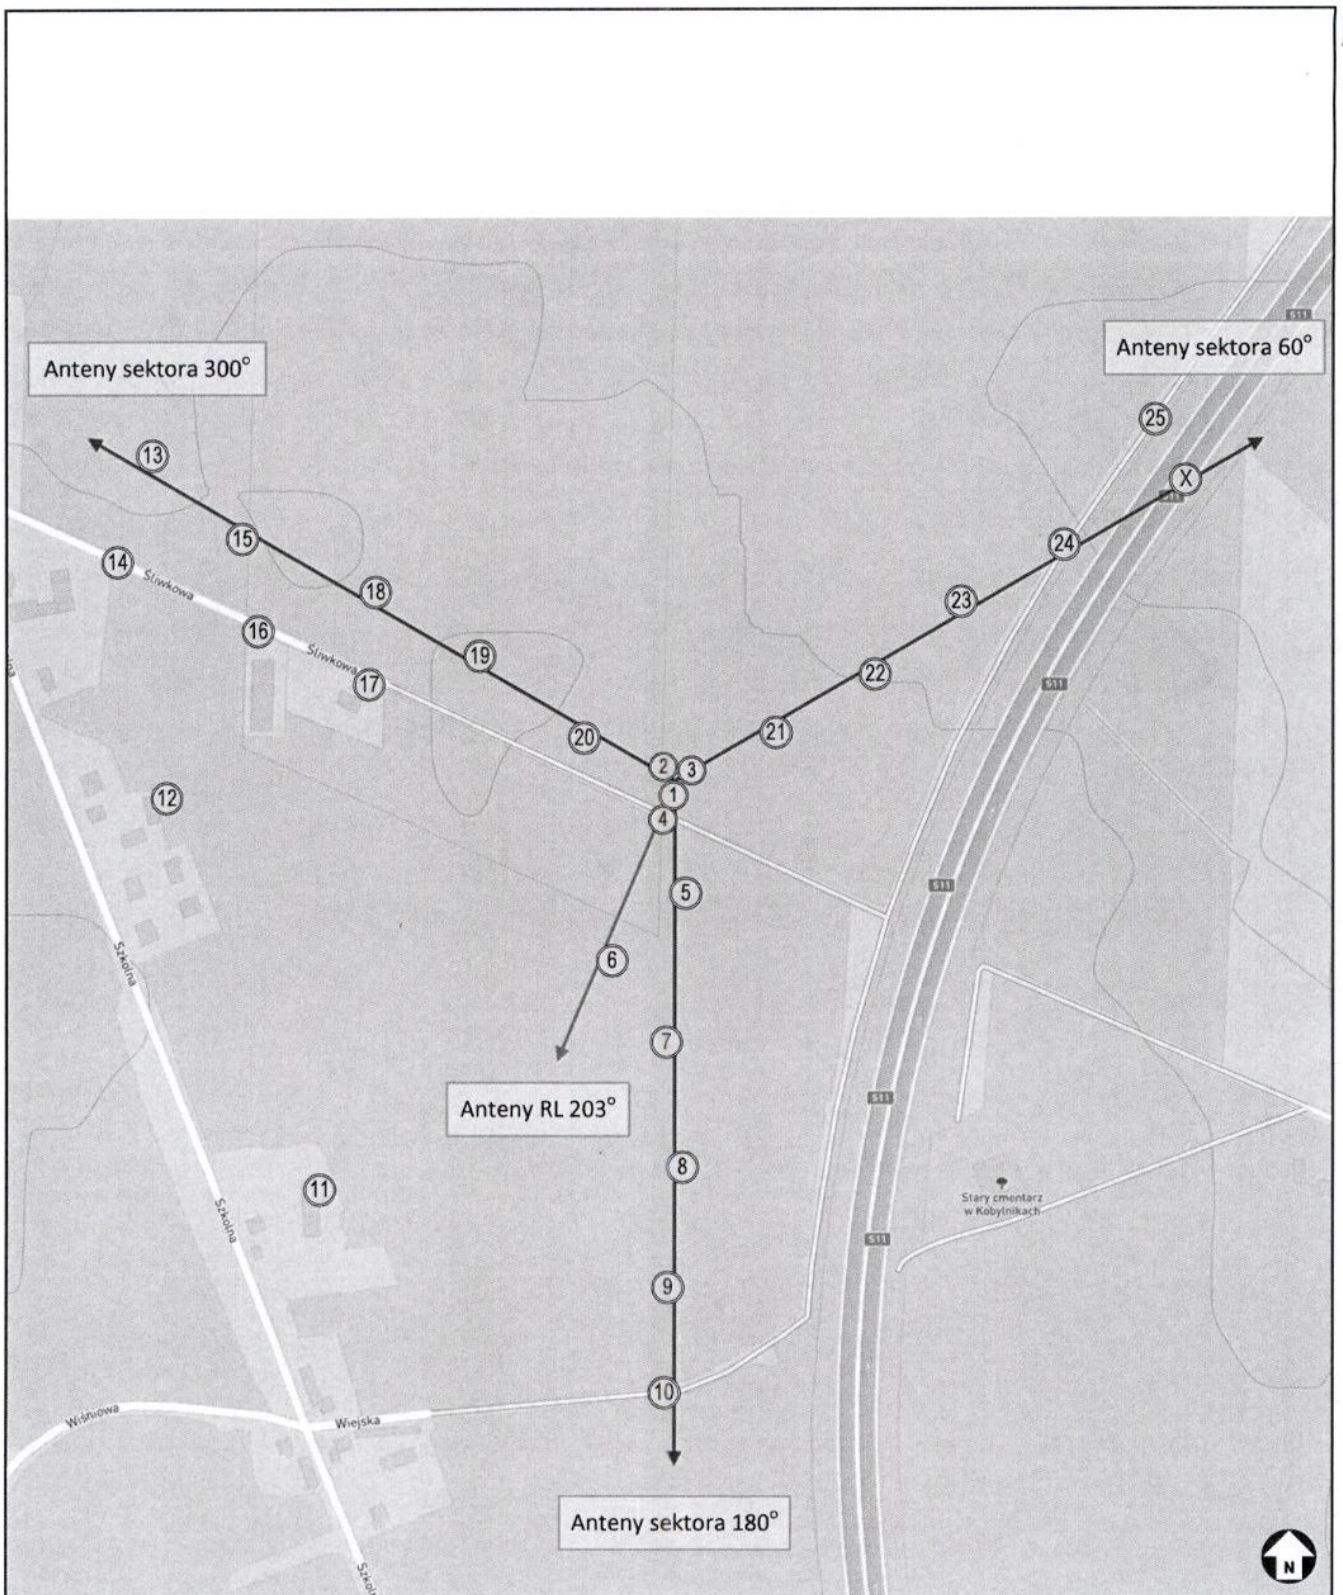 S11
Anteny sektora 60°
Anteny sektora 300°
25
13
X
S11
15
24
14
Śliwkowa
18
23
16
Śliwkowa
19
22
17
S11
21
20
2
3
1
12
4
5
S11
Szkolna
6
7
S11
Anteny RL 203°
8
11
Stary cmentarz
w Kobylnikach
Szkolna
S11
9
10
Wiśniowa
Wiejska
Anteny sektora 180°
N